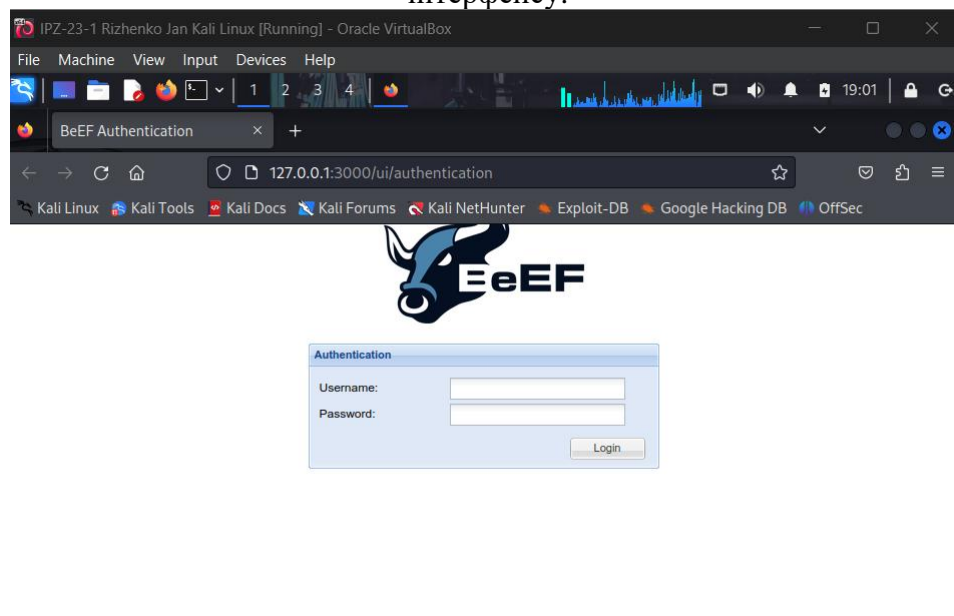 інтерфейсу.
IPZ-23-1 Rizhenko Jan Kali Linux [Running] - Oracle VirtualBox
File Machine View Input Devices Help
1 2 3 4 19:01
BeEF Authentication
127.0.0.1:3000/ui/authentication
Kali Linux Kali Tools Kali Docs Kali Forums Kali NetHunter Exploit-DB Google Hacking DB OffSec
BeEF
Authentication
Username:
Password:
Login